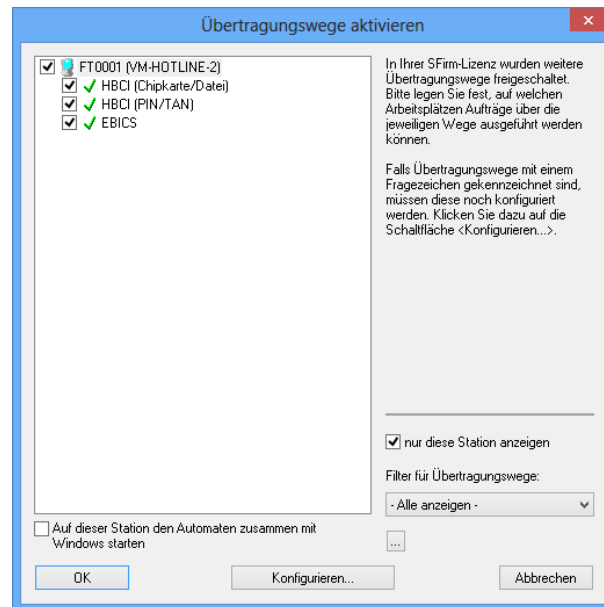 Übertragungswege aktivieren
FT0001 (VM-HOTLINE-2)
HBCI (Chipkarte/Datei)
HBCI (PIN/TAN)
EBICS
In Ihrer SFirm-Lizenz wurden weitere
Übertragungswege freigeschaltet.
Bitte legen Sie fest, auf welchen
Arbeitsplätzen Aufträge über die
jeweiligen Wege ausgeführt werden
können.
Falls Übertragungswege mit einem
Fragezeichen gekennzeichnet sind,
müssen diese noch konfiguriert
werden. Klicken Sie dazu auf die
Schaltfläche <Konfigurieren...>.
nur diese Station anzeigen
Filter für Übertragungswege:
- Alle anzeigen -
...
Auf dieser Station den Automaten zusammen mit
Windows starten
OK
Konfigurieren...
Abbrechen